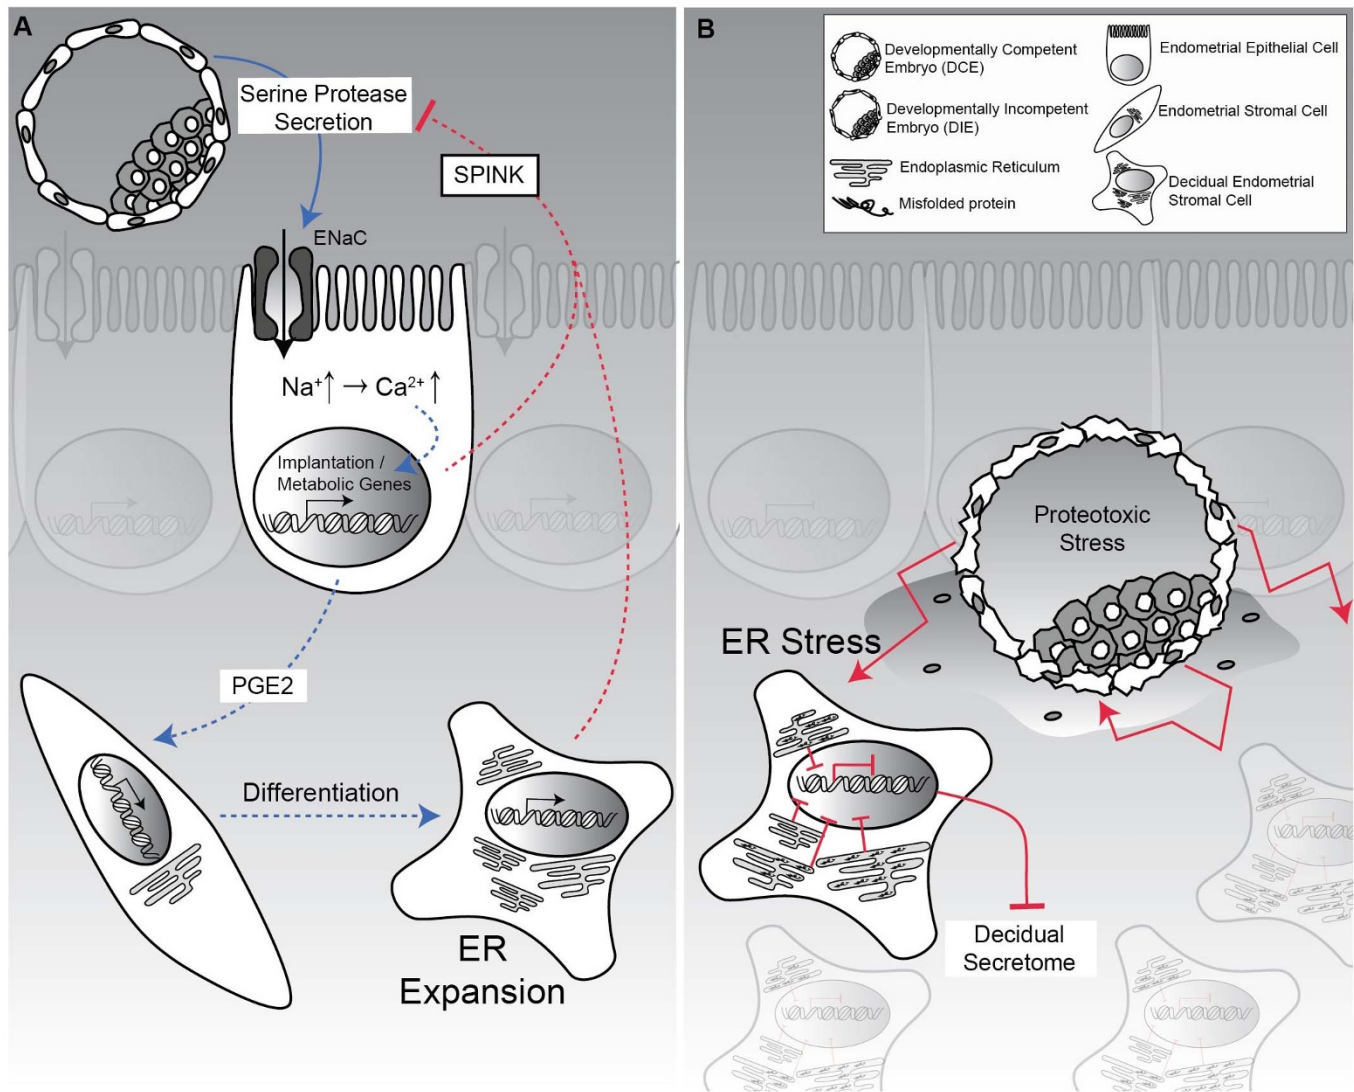 A
Serine Protease
Secretion
SPINK
ENaC
Na⁺↑ → Ca²⁺↑
Implantation /
Metabolic Genes
PGE2
Differentiation
ER
Expansion
B
Developmentally Competent
Embryo (DCE)
Developmentally Incompetent
Embryo (DIE)
Endoplasmic Reticulum
Misfolded protein
Endometrial Epithelial Cell
Endometrial Stromal Cell
Decidual Endometrial
Stromal Cell
Proteotoxic
Stress
ER Stress
Decidual
Secretome